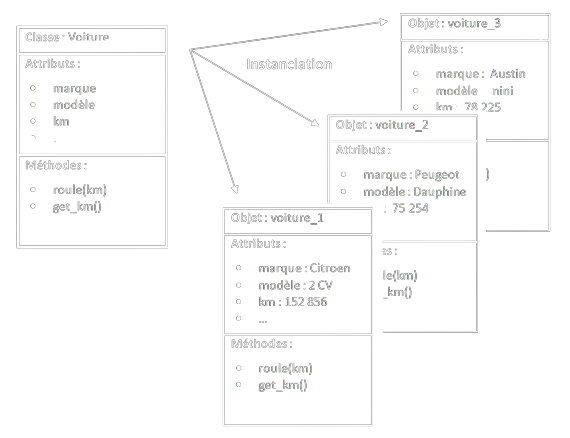 Classe : Voiture
Attributs :
marque
modèle
km
Méthodes :
roule(km)
get_km()
Instanciation
Objet : voiture_3
Attributs :
marque : Austin
modèle nini
km : 78 225
)
Objet : voiture_2
Attributs :
marque : Peugeot
modèle : Dauphine
: 75 254
ts :
le(km)
_km()
Objet : voiture_1
Attributs :
marque : Citroen
modèle : 2 CV
km : 152 856
...
Méthodes :
roule(km)
get_km()